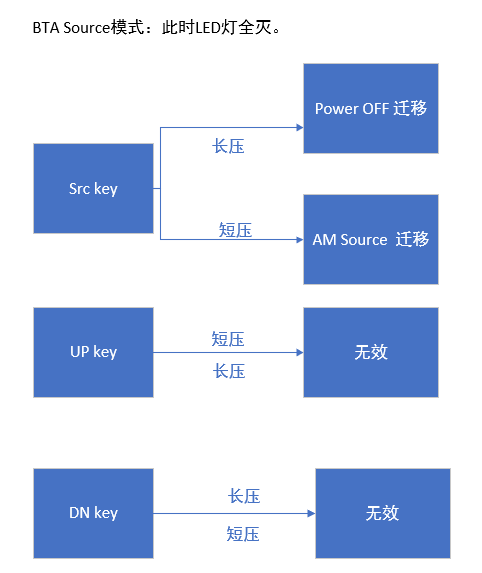 BTA Source模式：此时LED灯全灭。
Src key
长压
Power OFF 迁移
短压
AM Source 迁移
UP key
短压
长压
无效
DN key
长压
短压
无效